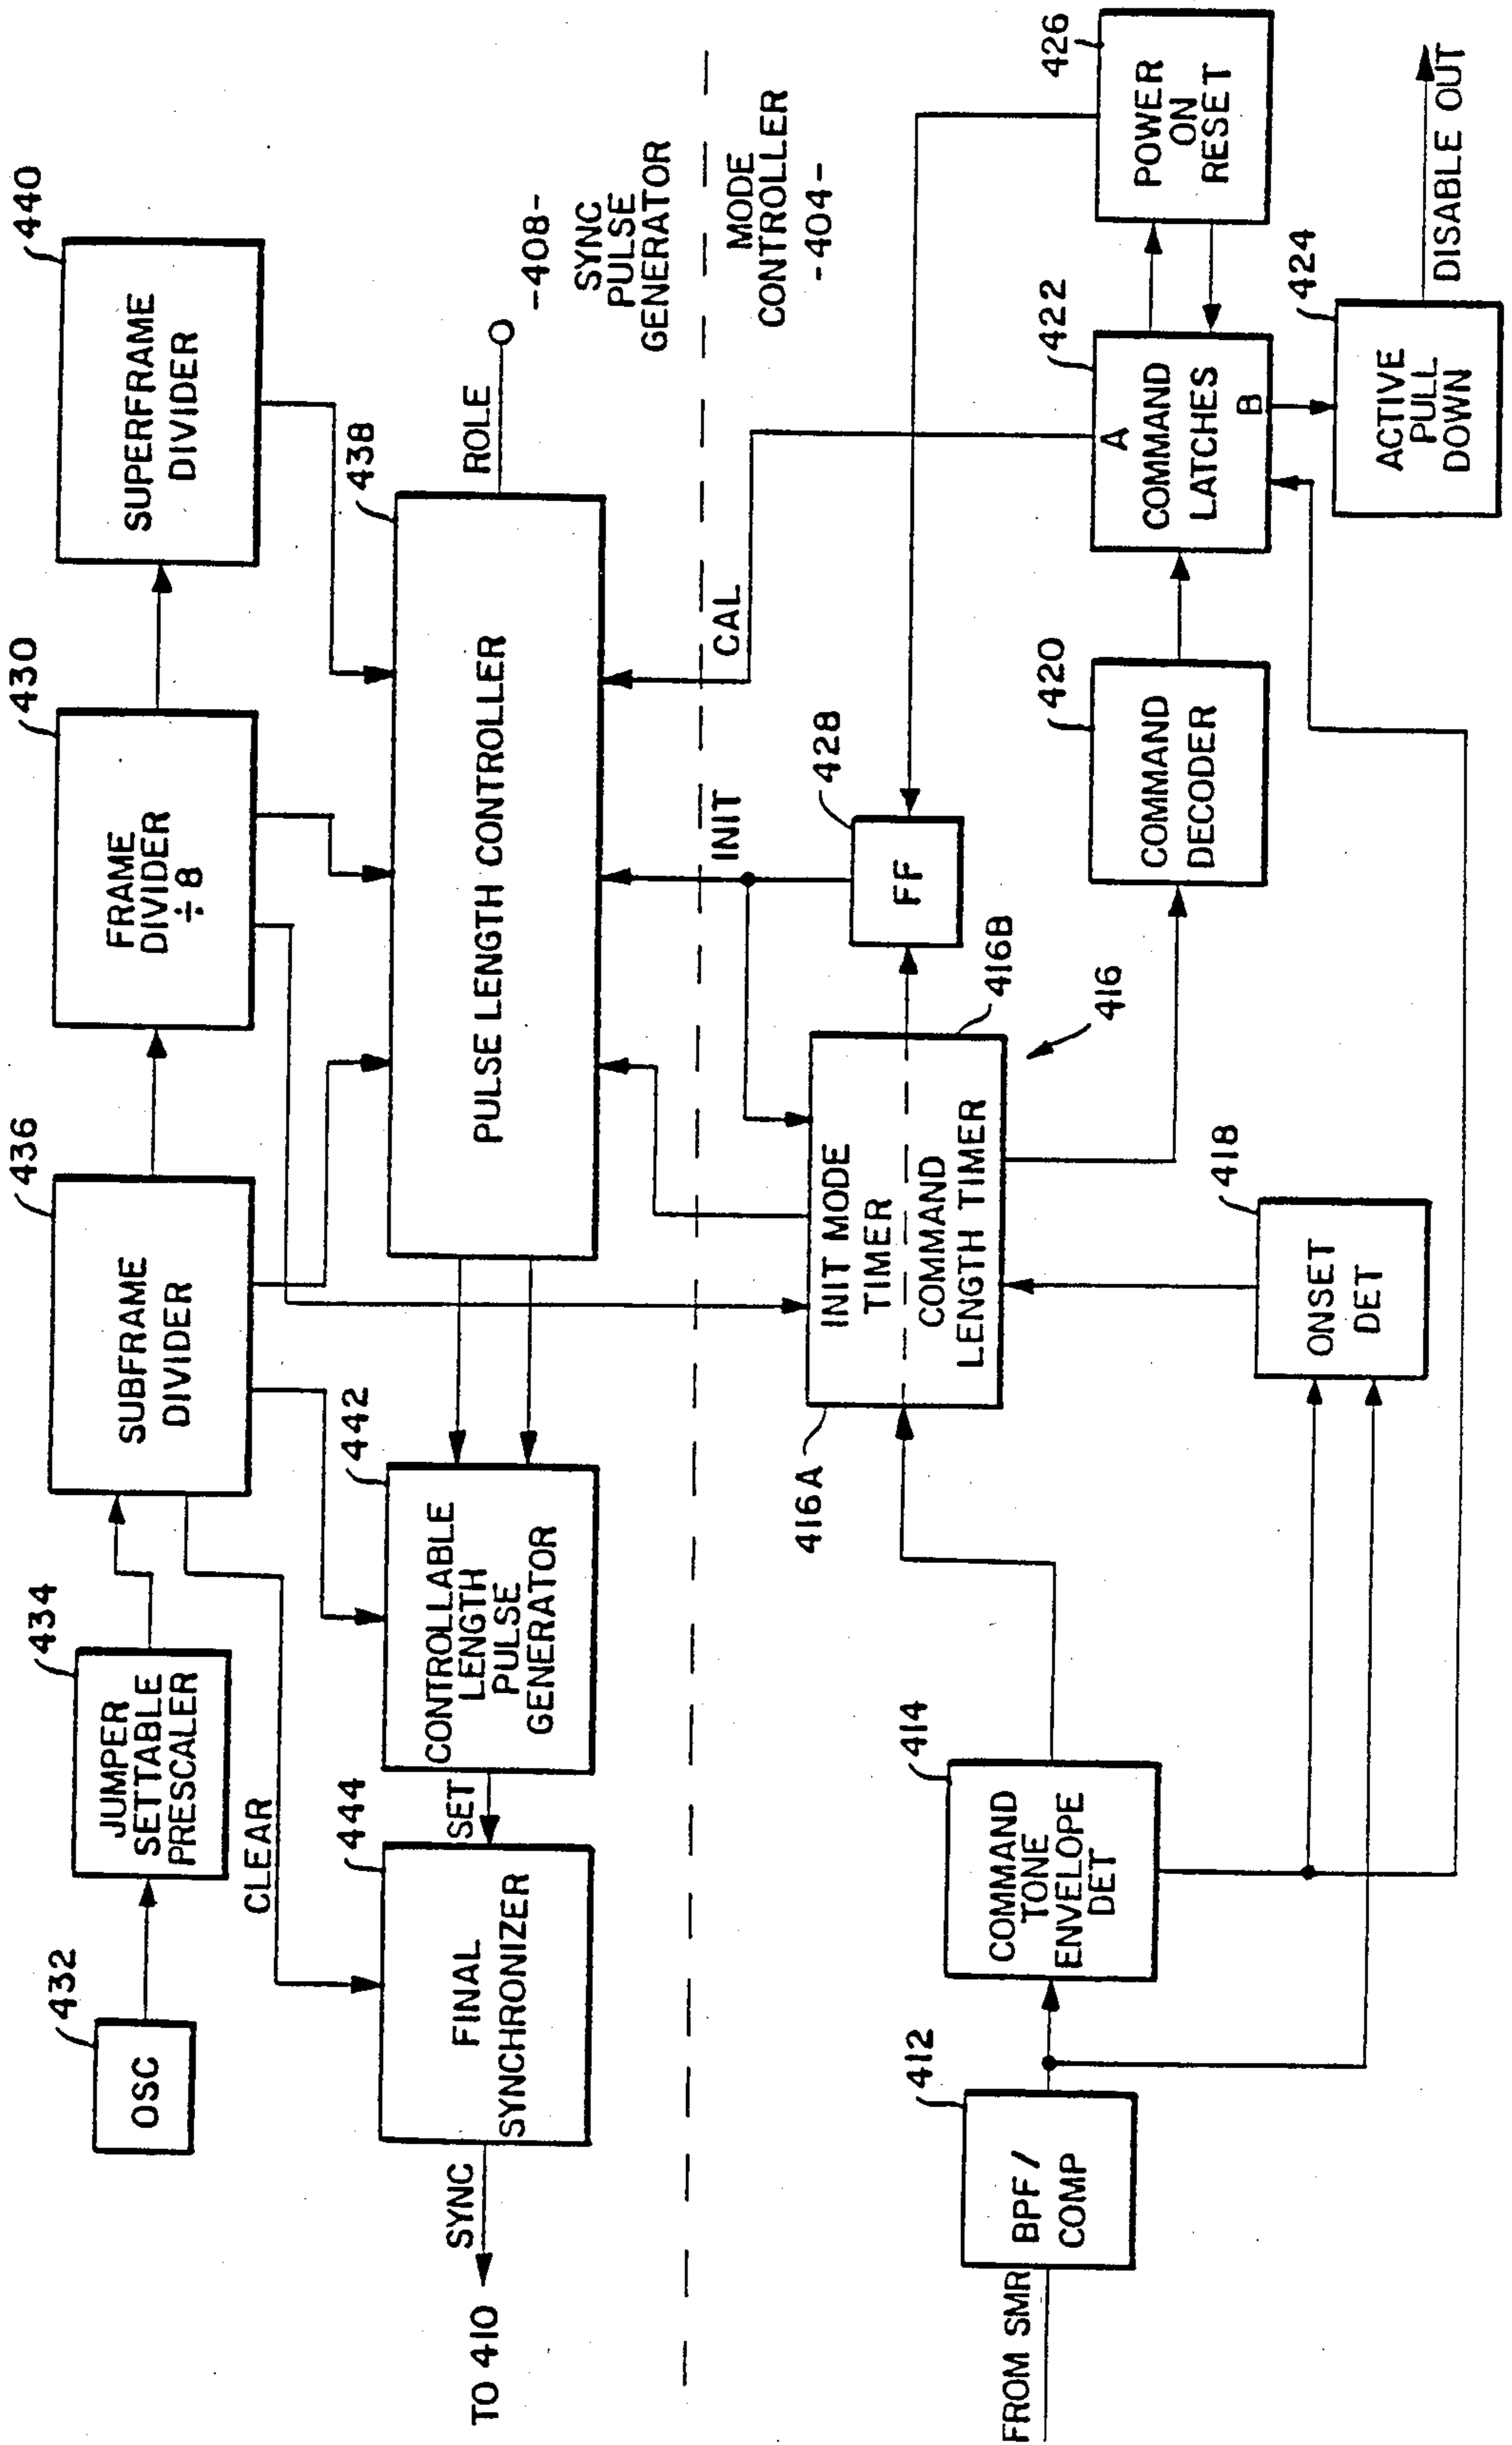 432
OSC
434
JUMPER
SETTABLE
PRESCALER
436
SUBFRAME
DIVIDER
430
FRAME
DIVIDER
÷8
440
SUPERFRAME
DIVIDER
CLEAR
TO 410
SYNC
444
FINAL
SYNCHRONIZER
SET
442
CONTROLLABLE
LENGTH
PULSE
GENERATOR
438
PULSE LENGTH CONTROLLER
ROLE
-408-
SYNC
PULSE
GENERATOR
INIT
CAL
MODE
CONTROLLER
-404-
FROM SMR
412
BPF/
COMP
414
COMMAND
TONE
ENVELOPE
DET
416A
INIT MODE
TIMER
COMMAND
LENGTH TIMER
416B
416
428
FF
418
ONSET
DET
420
COMMAND
DECODER
422
A
COMMAND
LATCHES
B
426
POWER
ON
RESET
424
ACTIVE
PULL
DOWN
DISABLE OUT